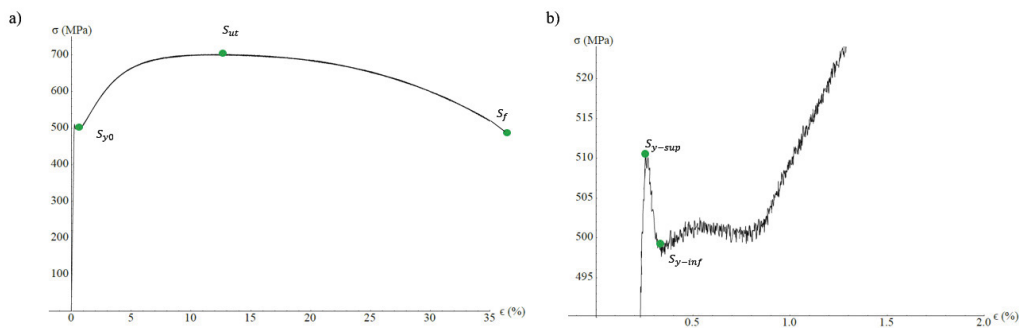 a)
σ (MPa)
S_ut
700
600
500
S_y0
S_f
400
300
200
100
0 5 10 15 20 25 30 35 ϵ (%)
b)
σ (MPa)
520
515
510
S_y−sup
505
500
S_y−inf
495
0.5 1.0 1.5 2.0 ϵ (%)